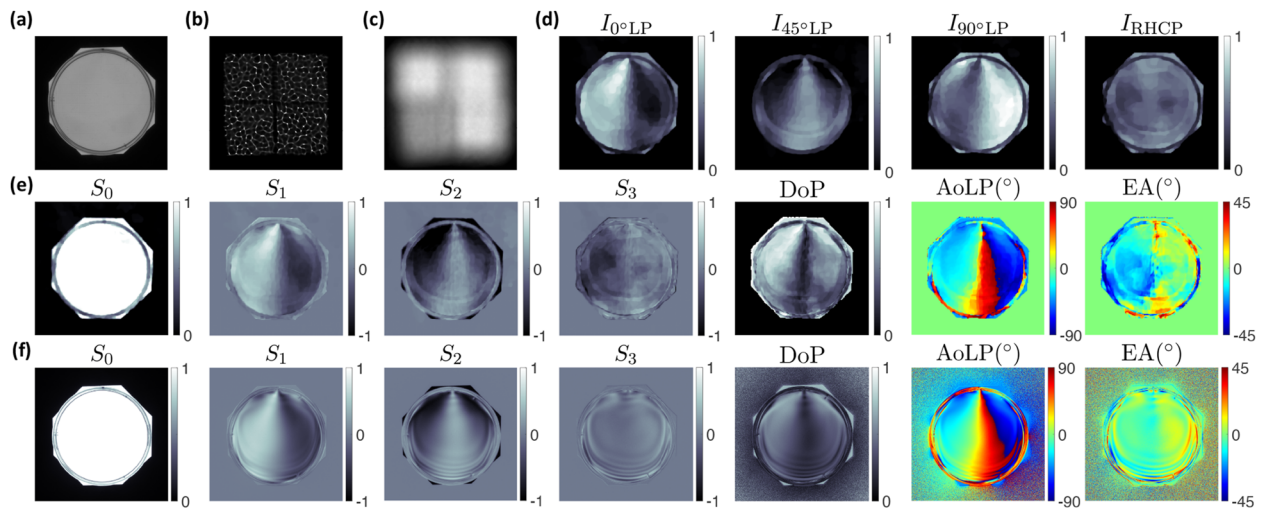 (a) (b) (c) (d) I0°LP I45°LP I90°LP IRHCP
1 1 1 1
0 0 0 0
(e) S0 S1 S2 S3 DoP AoLP(°) EA(°)
1 1 1 1 1 90 45
0 0 0 0 0
0 -1 -1 -1 0 -90 -45
(f) S0 S1 S2 S3 DoP AoLP(°) EA(°)
1 1 1 1 1 90 45
0 0 0 0 0
0 -1 -1 -1 0 -90 -45